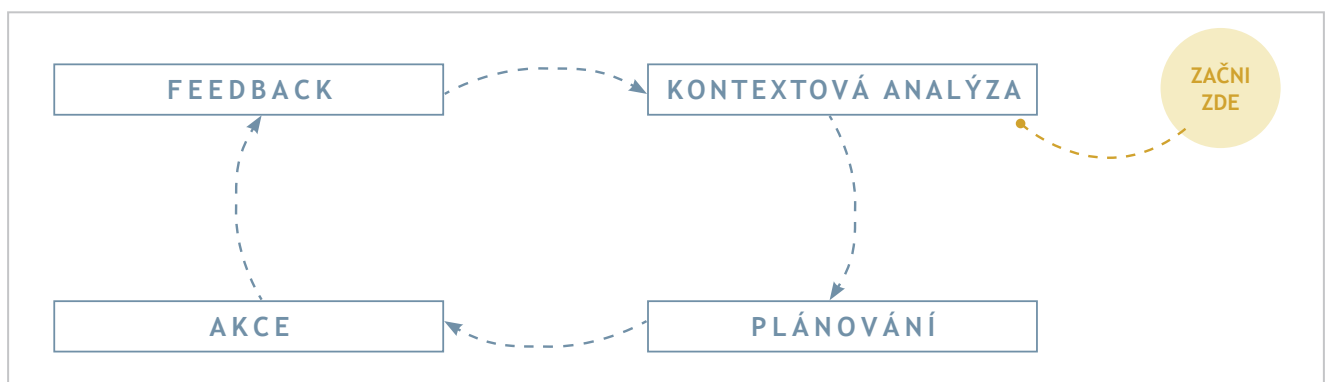 FEEDBACK
KONTEXTOVÁ ANALÝZA
ZAČNI
ZDE
AKCE
PLÁNOVÁNÍ